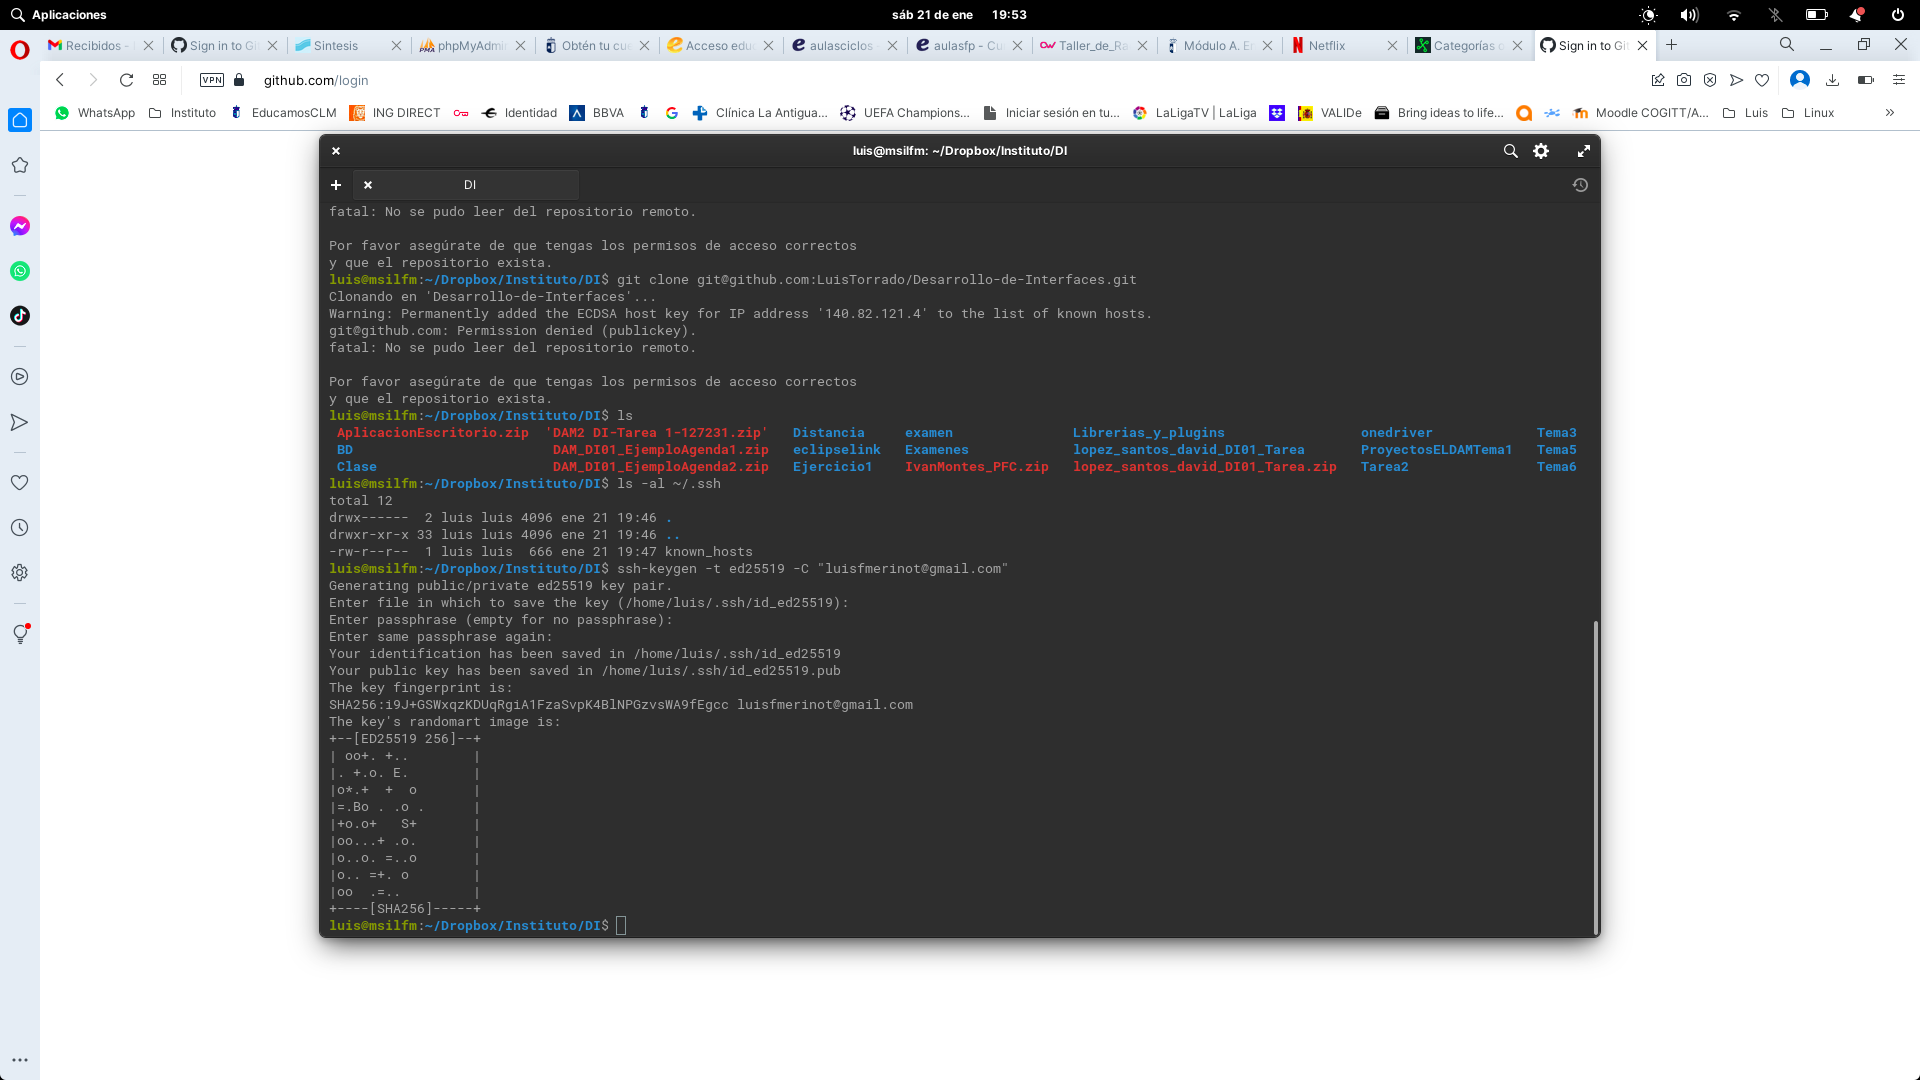 Aplicaciones
sáb 21 de ene 19:53
Recibidos -
Sign in to Gi
Sintesis
phpMyAdmi
Obtén tu cue
Acceso edu
aulasciclos
aulasfp - Cu
Taller_de_Ra
Módulo A. E
Netflix
Categorías
Sign in to Git
VPN
github.com/login
WhatsApp
Instituto
EducamosCLM
ING DIRECT
Identidad
BBVA
Clínica La Antigua...
UEFA Champions...
Iniciar sesión en tu...
LaLigaTV | LaLiga
VALIDe
Bring ideas to life...
Moodle COGITT/A...
Luis
Linux
luis@msilfm: ~/Dropbox/Instituto/DI
DI
fatal: No se pudo leer del repositorio remoto.
Por favor asegúrate de que tengas los permisos de acceso correctos
y que el repositorio exista.
luis@msilfm:~/Dropbox/Instituto/DI$ git clone git@github.com:LuisTorrado/Desarrollo-de-Interfaces.git
Clonando en 'Desarrollo-de-Interfaces'...
Warning: Permanently added the ECDSA host key for IP address '140.82.121.4' to the list of known hosts.
git@github.com: Permission denied (publickey).
fatal: No se pudo leer del repositorio remoto.
Por favor asegúrate de que tengas los permisos de acceso correctos
y que el repositorio exista.
luis@msilfm:~/Dropbox/Instituto/DI$ ls
AplicacionEscritorio.zip 'DAM2 DI-Tarea 1-127231.zip' Distancia examen Librerias_y_plugins onedriver Tema3
BD DAM_DI01_EjemploAgenda1.zip eclipselink Examenes lopez_santos_david_DI01_Tarea ProyectosELDAMTema1 Tema5
Clase DAM_DI01_EjemploAgenda2.zip Ejercicio1 IvanMontes_PFC.zip lopez_santos_david_DI01_Tarea.zip Tarea2 Tema6
luis@msilfm:~/Dropbox/Instituto/DI$ ls -al ~/.ssh
total 12
drwx------  2 luis luis 4096 ene 21 19:46 .
drwxr-xr-x 33 luis luis 4096 ene 21 19:46 ..
-rw-r--r--  1 luis luis  666 ene 21 19:47 known_hosts
luis@msilfm:~/Dropbox/Instituto/DI$ ssh-keygen -t ed25519 -C "luisfmerinot@gmail.com"
Generating public/private ed25519 key pair.
Enter file in which to save the key (/home/luis/.ssh/id_ed25519):
Enter passphrase (empty for no passphrase):
Enter same passphrase again:
Your identification has been saved in /home/luis/.ssh/id_ed25519
Your public key has been saved in /home/luis/.ssh/id_ed25519.pub
The key fingerprint is:
SHA256:i9J+GSWxqzKDUqRgiA1FzaSvpK4BlNPGzvsWA9fEgcc luisfmerinot@gmail.com
The key's randomart image is:
+--[ED25519 256]--+
| oo+. +..        |
|. +.o. E.        |
|o*.+  +  o       |
|=.Bo . .o .      |
|+o.o+   S+       |
|oo...+ .o.       |
|o..o. =..o       |
|o.. =+. o        |
|oo  .=..         |
+----[SHA256]-----+
luis@msilfm:~/Dropbox/Instituto/DI$